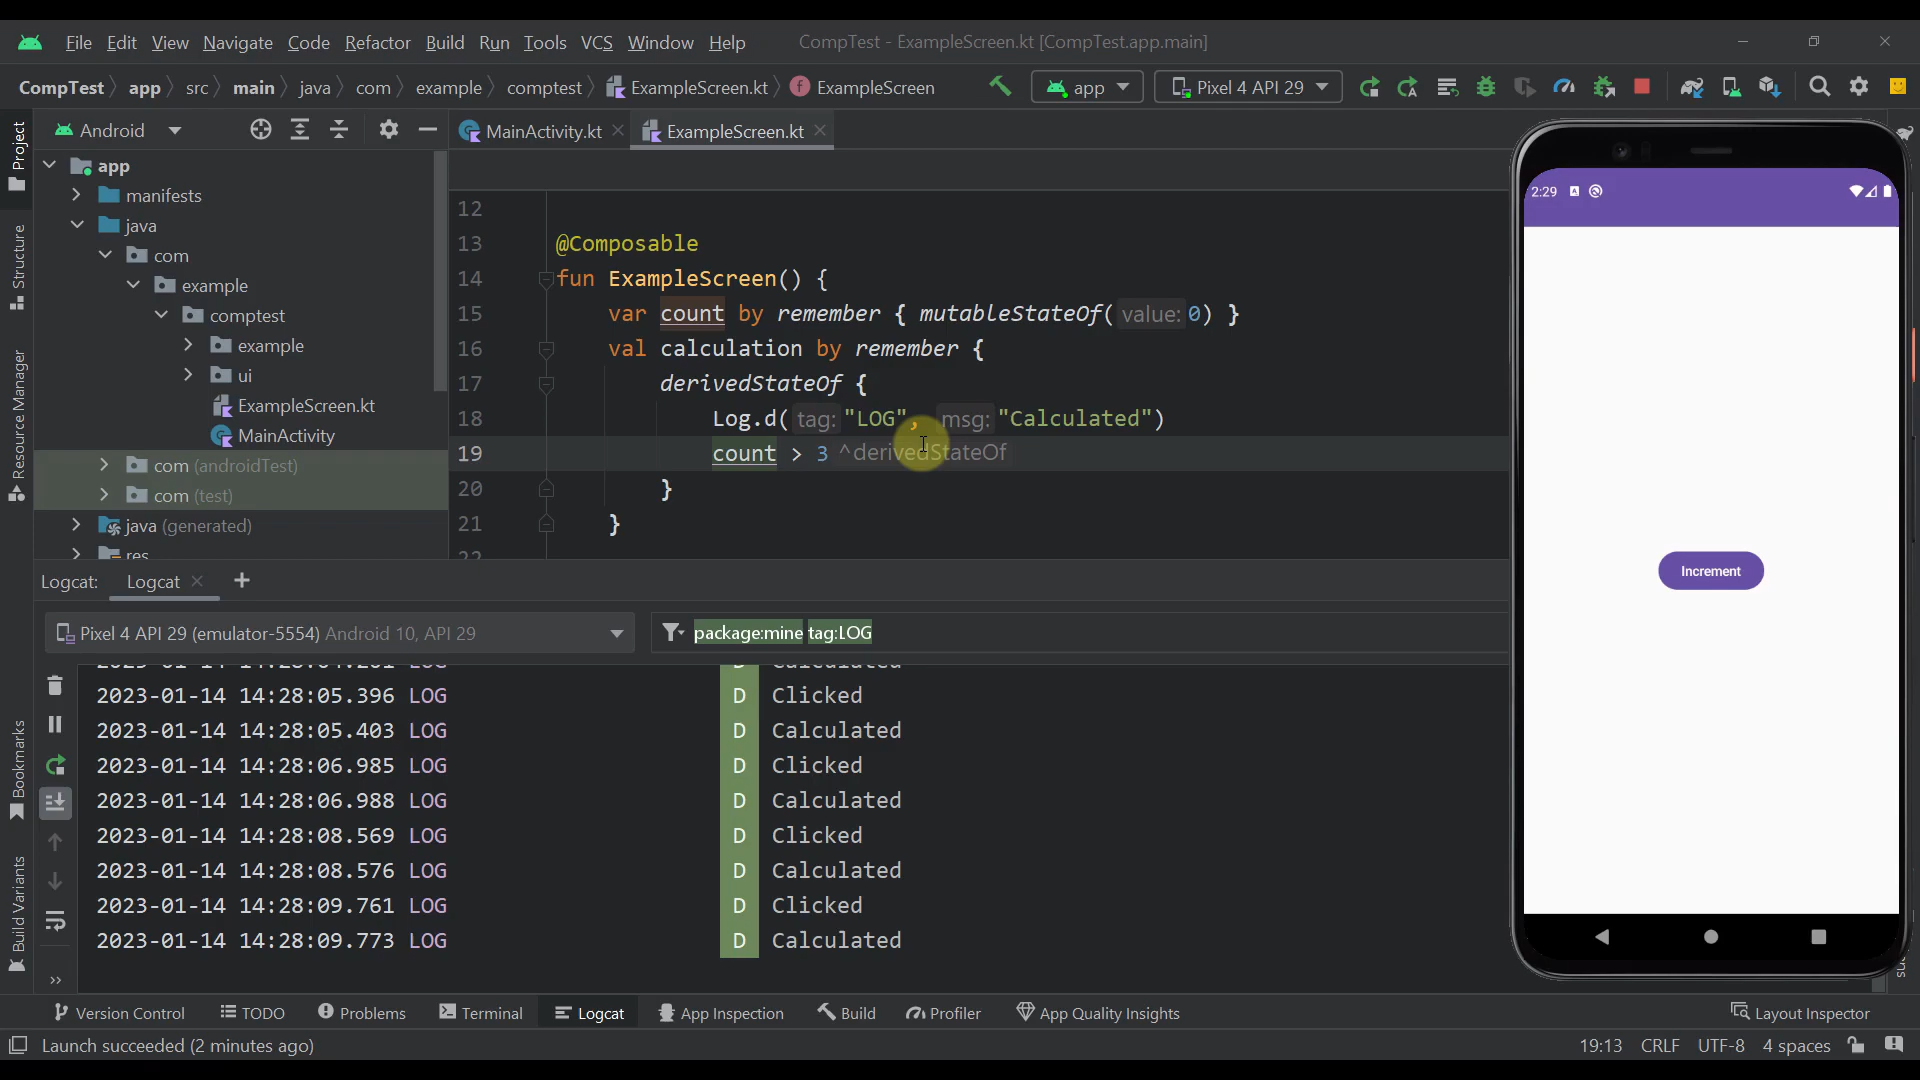 File Edit View Navigate Code Refactor Build Run Tools VCS Window Help CompTest - ExampleScreen.kt [CompTest.app.main]
CompTest app src main java com example comptest ExampleScreen.kt ExampleScreen app Pixel 4 API 29
Project
Structure
Resource Manager
Bookmarks
Build Variants
Android
app
manifests
java
com
example
comptest
example
ui
ExampleScreen.kt
MainActivity
com (androidTest)
com (test)
java (generated)
res
MainActivity.kt ExampleScreen.kt
12
13 @Composable
14 fun ExampleScreen() {
15 var count by remember { mutableStateOf( value: 0) }
16 val calculation by remember {
17 derivedStateOf {
18 Log.d( tag: "LOG", msg: "Calculated")
19 count > 3 ^derivedStateOf
20 }
21 }
22
Logcat: Logcat
Pixel 4 API 29 (emulator-5554) Android 10, API 29 package:mine tag:LOG
2023-01-14 14:28:05.396 LOG D Clicked
2023-01-14 14:28:05.403 LOG D Calculated
2023-01-14 14:28:06.985 LOG D Clicked
2023-01-14 14:28:06.988 LOG D Calculated
2023-01-14 14:28:08.569 LOG D Clicked
2023-01-14 14:28:08.576 LOG D Calculated
2023-01-14 14:28:09.761 LOG D Clicked
2023-01-14 14:28:09.773 LOG D Calculated
2:29
Increment
Version Control TODO Problems Terminal Logcat App Inspection Build Profiler App Quality Insights Layout Inspector
Launch succeeded (2 minutes ago) 19:13 CRLF UTF-8 4 spaces